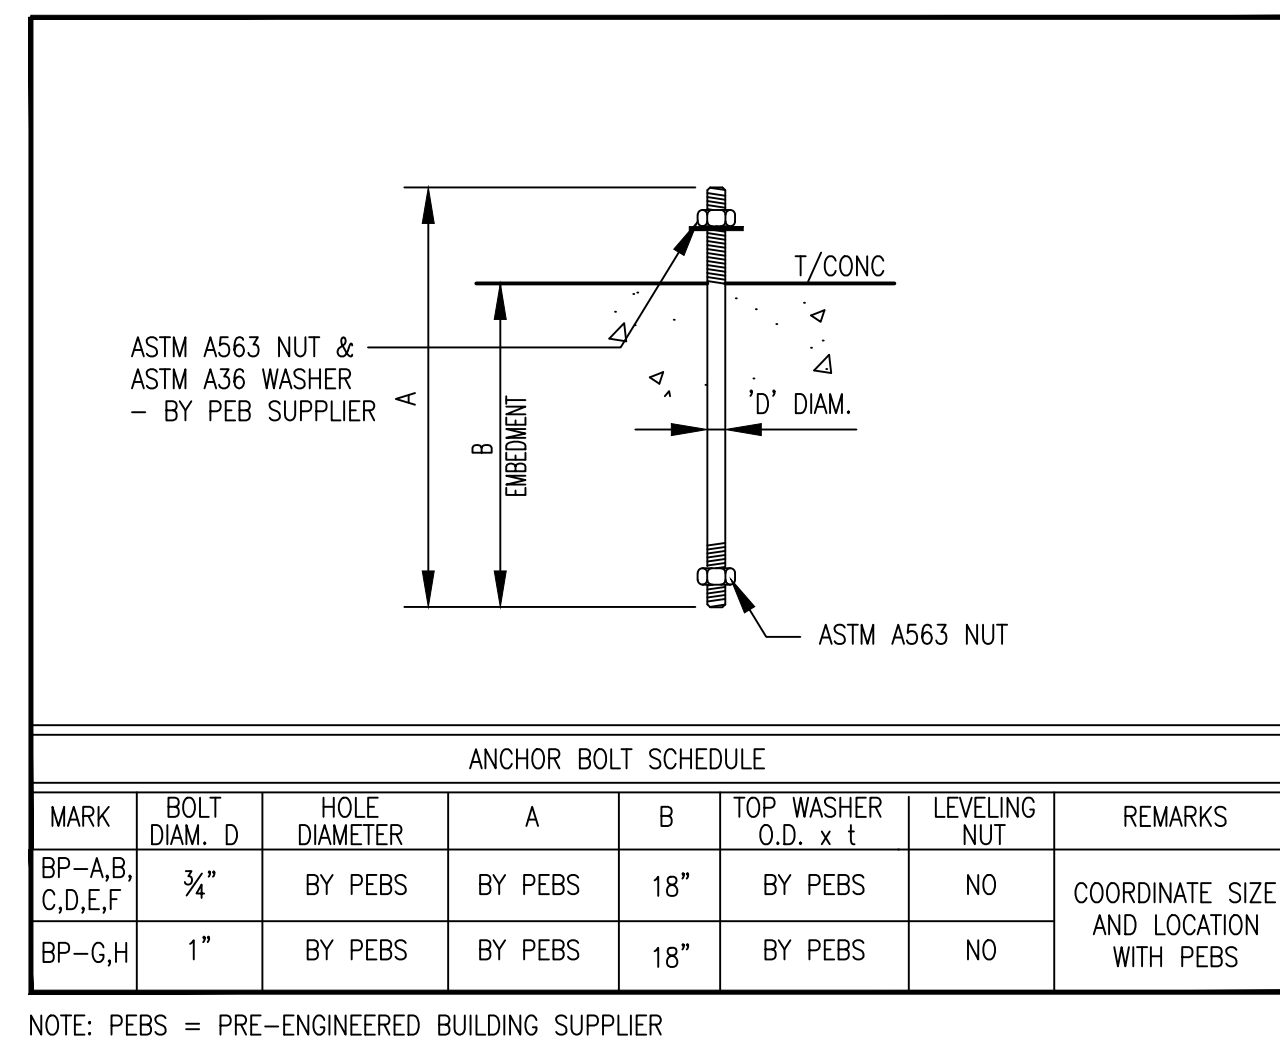 T/CONC
ASTM A563 NUT &
ASTM A36 WASHER
- BY PEB SUPPLIER
A
B
EMBEDMENT
'D' DIAM.
ASTM A563 NUT
ANCHOR BOLT SCHEDULE
MARK
BOLT
DIAM. D
HOLE
DIAMETER
A
B
TOP WASHER
O.D. x t
LEVELING
NUT
REMARKS
BP-A,B,
C,D,E,F
3/4"
BY PEBS
BY PEBS
18"
BY PEBS
NO
BP-G,H
1"
BY PEBS
BY PEBS
18"
BY PEBS
NO
COORDINATE SIZE
AND LOCATION
WITH PEBS
NOTE: PEBS = PRE-ENGINEERED BUILDING SUPPLIER